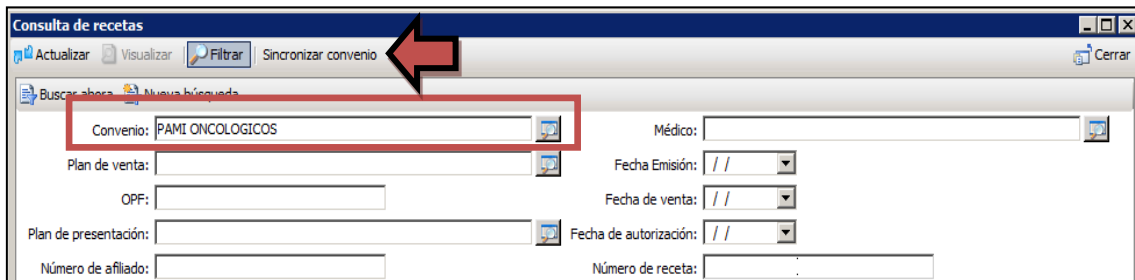 Consulta de recetas
Actualizar Visualizar Filtrar Sincronizar convenio Cerrar
Buscar ahora Nueva búsqueda
Convenio: PAMI ONCOLOGICOS Médico:
Plan de venta: Fecha Emisión: / /
OPF: Fecha de venta: / /
Plan de presentación: Fecha de autorización: / /
Número de afiliado: Número de receta: